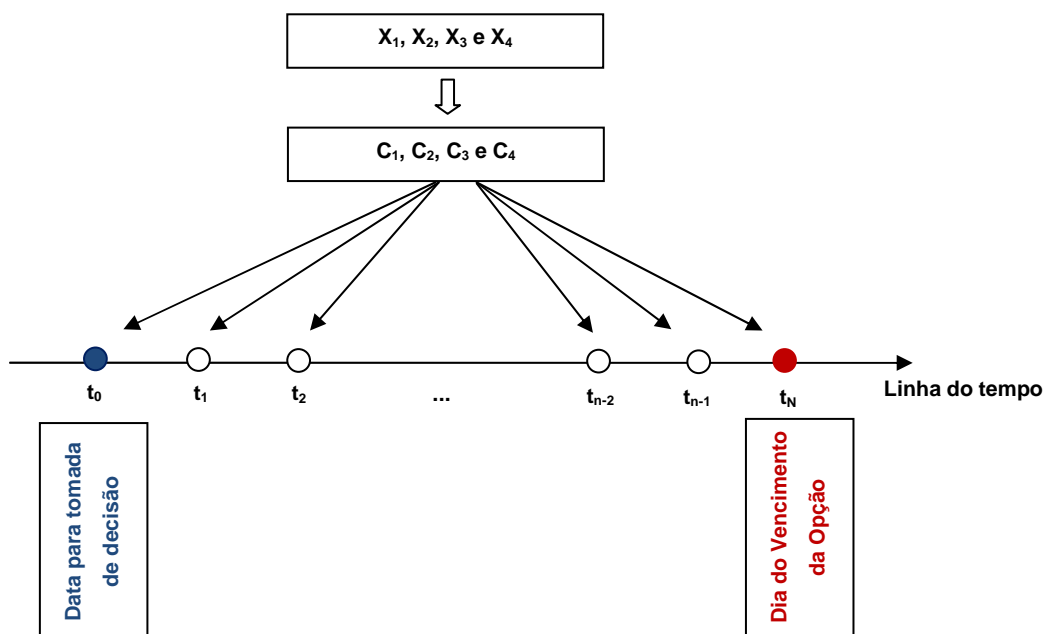 X₁, X₂, X₃ e X₄
C₁, C₂, C₃ e C₄
t₀ t₁ t₂ ... tₙ₋₂ tₙ₋₁ t_N
Linha do tempo
Data para tomada
de decisão
Dia do Vencimento
da Opção